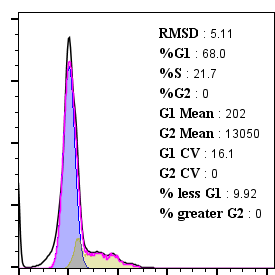 RMSD : 5.11
%G1 : 68.0
%S : 21.7
%G2 : 0
G1 Mean : 202
G2 Mean : 13050
G1 CV : 16.1
G2 CV : 0
% less G1 : 9.92
% greater G2 : 0